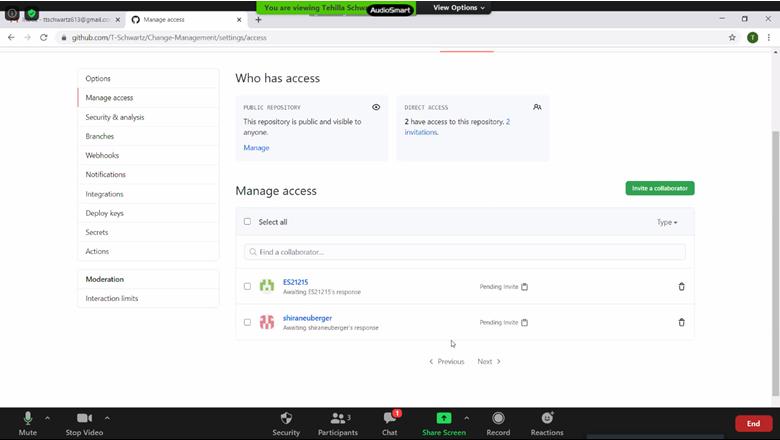 You are viewing Tehilla Schw
AudioSmart
View Options
ttschwartz613@gmail.co
Manage access
github.com/T-Schwartz/Change-Management/settings/access
T
Options
Manage access
Security & analysis
Branches
Webhooks
Notifications
Integrations
Deploy keys
Secrets
Actions
Moderation
Interaction limits
Who has access
PUBLIC REPOSITORY
This repository is public and visible to
anyone.
Manage
DIRECT ACCESS
2 have access to this repository. 2
invitations.
Manage access
Invite a collaborator
Select all
Type
Find a collaborator...
ES21215
Awaiting ES21215's response
Pending Invite
shiraneuberger
Awaiting shiraneuberger's response
Pending Invite
Previous
Next
Mute
Stop Video
Security
3
Participants
1
Chat
Share Screen
Record
Reactions
End